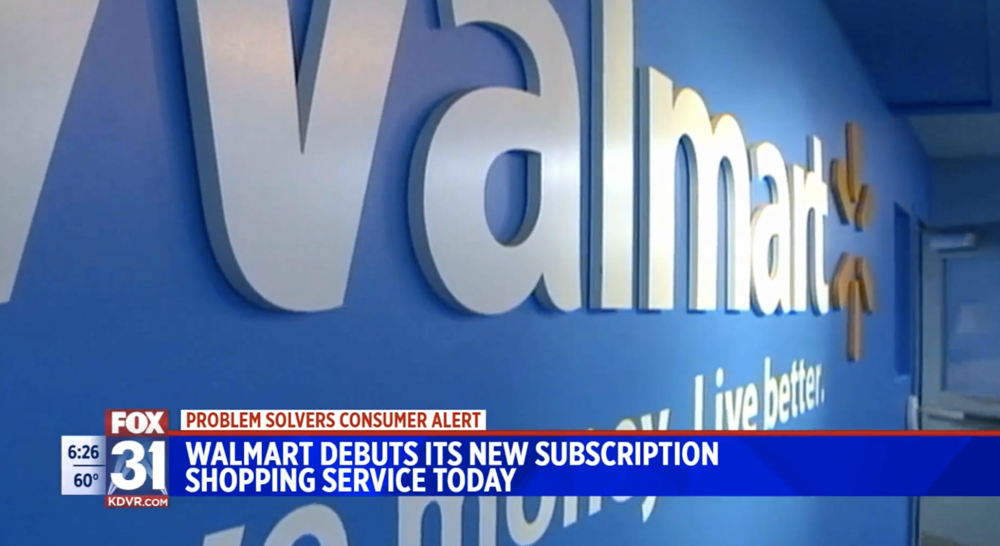 Walmart
money. Live better.
FOX
31
KDVR.COM
6:26
60°
PROBLEM SOLVERS CONSUMER ALERT
WALMART DEBUTS ITS NEW SUBSCRIPTION
SHOPPING SERVICE TODAY